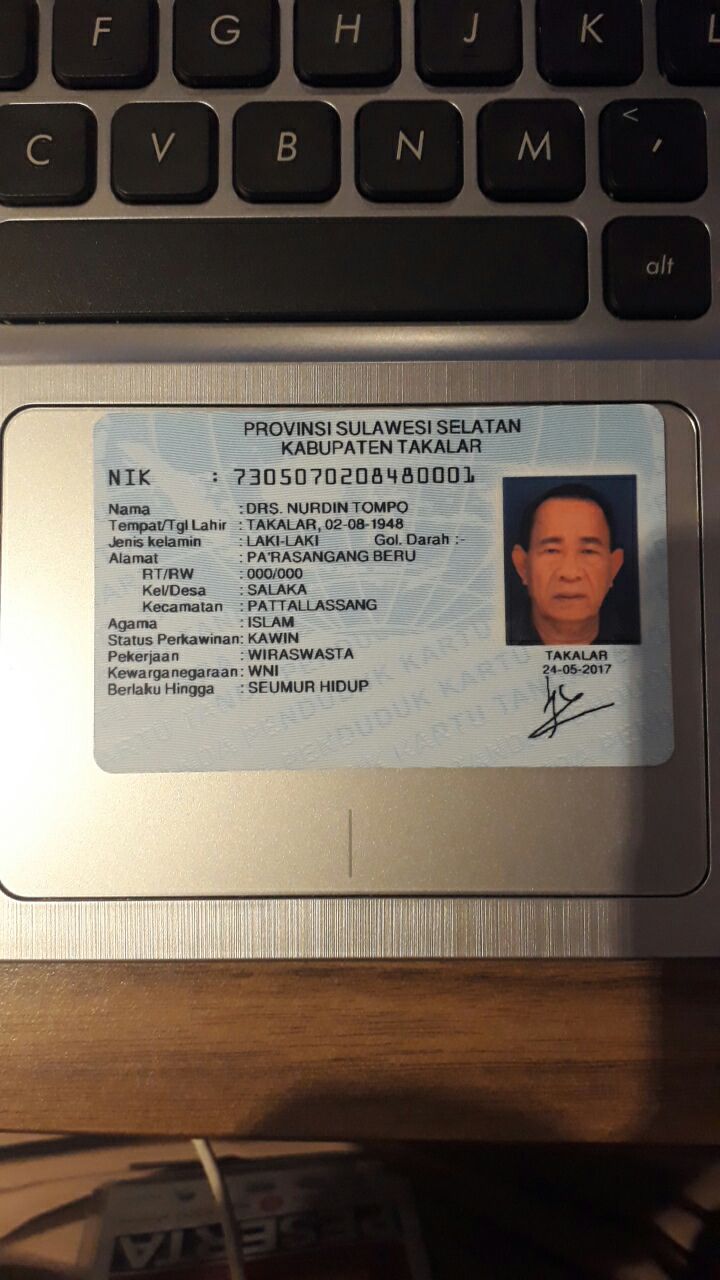 F G H J K L
C V B N M < ,
alt
PROVINSI SULAWESI SELATAN
KABUPATEN TAKALAR
NIK : 7305070208480001
Nama : DRS. NURDIN TOMPO
Tempat/Tgl Lahir : TAKALAR, 02-08-1948
Jenis kelamin : LAKI-LAKI Gol. Darah :-
Alamat : PA'RASANGANG BERU
RT/RW : 000/000
Kel/Desa : SALAKA
Kecamatan : PATTALLASSANG
Agama : ISLAM
Status Perkawinan: KAWIN
Pekerjaan : WIRASWASTA
Kewarganegaraan: WNI
Berlaku Hingga : SEUMUR HIDUP
TAKALAR
24-05-2017
PESERTA